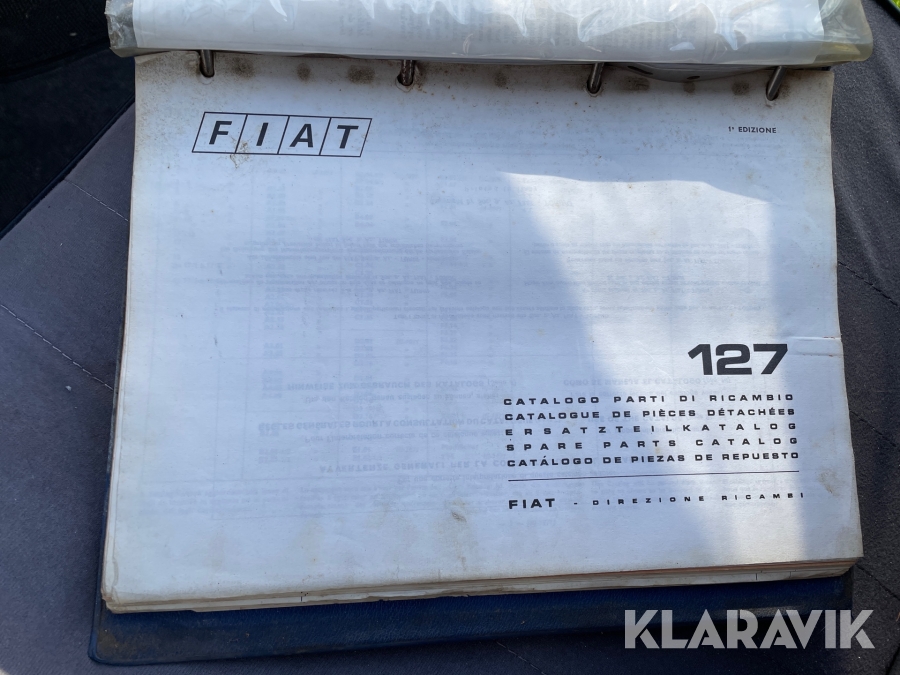 FIAT
1ª EDIZIONE
127
CATALOGO PARTI DI RICAMBIO
CATALOGUE DE PIÈCES DÉTACHÉES
ERSATZTEILKATALOG
SPARE PARTS CATALOG
CATÁLOGO DE PIEZAS DE REPUESTO
FIAT - DIREZIONE RICAMBI
KLARAVIK